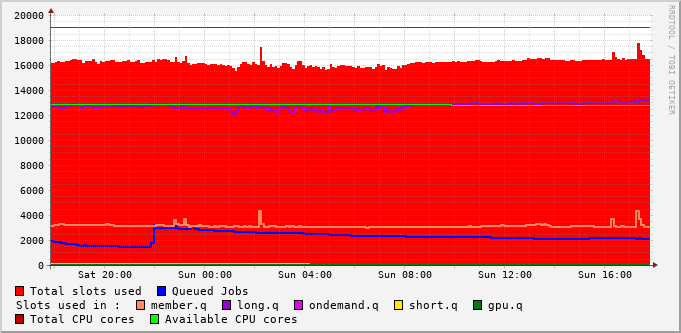 RRDTOOL / TOBI OETIKER
20000
18000
16000
14000
12000
10000
8000
6000
4000
2000
0
Sat 20:00 Sun 00:00 Sun 04:00 Sun 08:00 Sun 12:00 Sun 16:00
Total slots used Queued Jobs
Slots used in : member.q long.q ondemand.q short.q gpu.q
Total CPU cores Available CPU cores